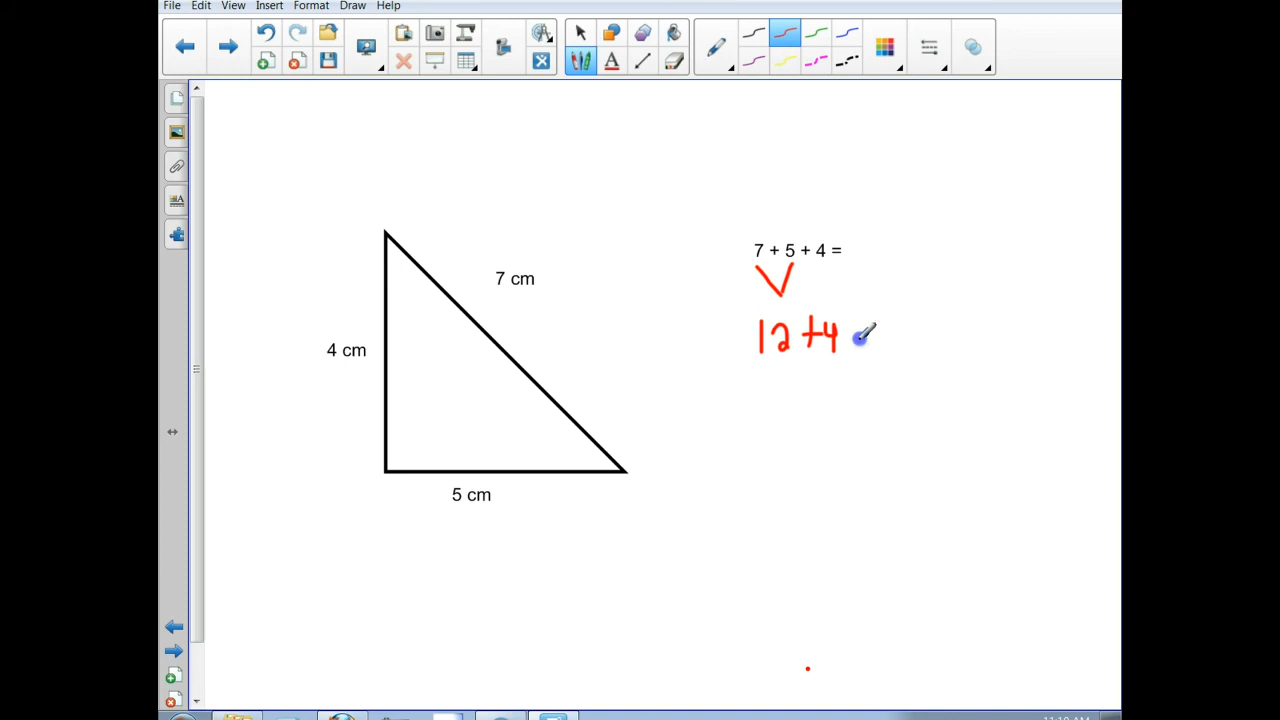 File Edit View Insert Format Draw Help
7 + 5 + 4 =
7 cm
12 +4
4 cm
5 cm